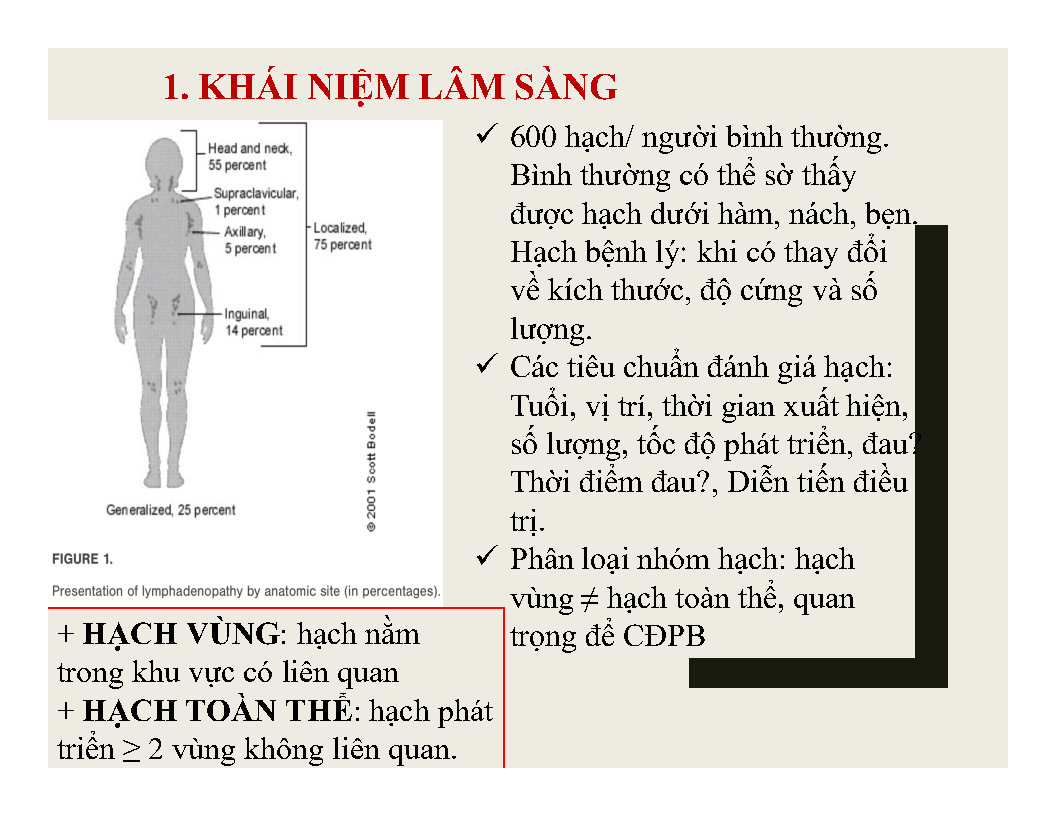 1. KHÁI NIỆM LÂM SÀNG
Head and neck,
55 percent
Supraclavicular,
1 percent
Axillary,
5 percent
Localized,
75 percent
Inguinal,
14 percent
Generalized, 25 percent
© 2001 Scott Bodell
FIGURE 1.
Presentation of lymphadenopathy by anatomic site (in percentages).
+ HẠCH VÙNG: hạch nằm
trong khu vực có liên quan
+ HẠCH TOÀN THỂ: hạch phát
triển ≥ 2 vùng không liên quan.
✓ 600 hạch/ người bình thường.
Bình thường có thể sờ thấy
được hạch dưới hàm, nách, bẹn.
Hạch bệnh lý: khi có thay đổi
về kích thước, độ cứng và số
lượng.
✓ Các tiêu chuẩn đánh giá hạch:
Tuổi, vị trí, thời gian xuất hiện,
số lượng, tốc độ phát triển, đau?
Thời điểm đau?, Diễn tiến điều
trị.
✓ Phân loại nhóm hạch: hạch
vùng ≠ hạch toàn thể, quan
trọng để CĐPB